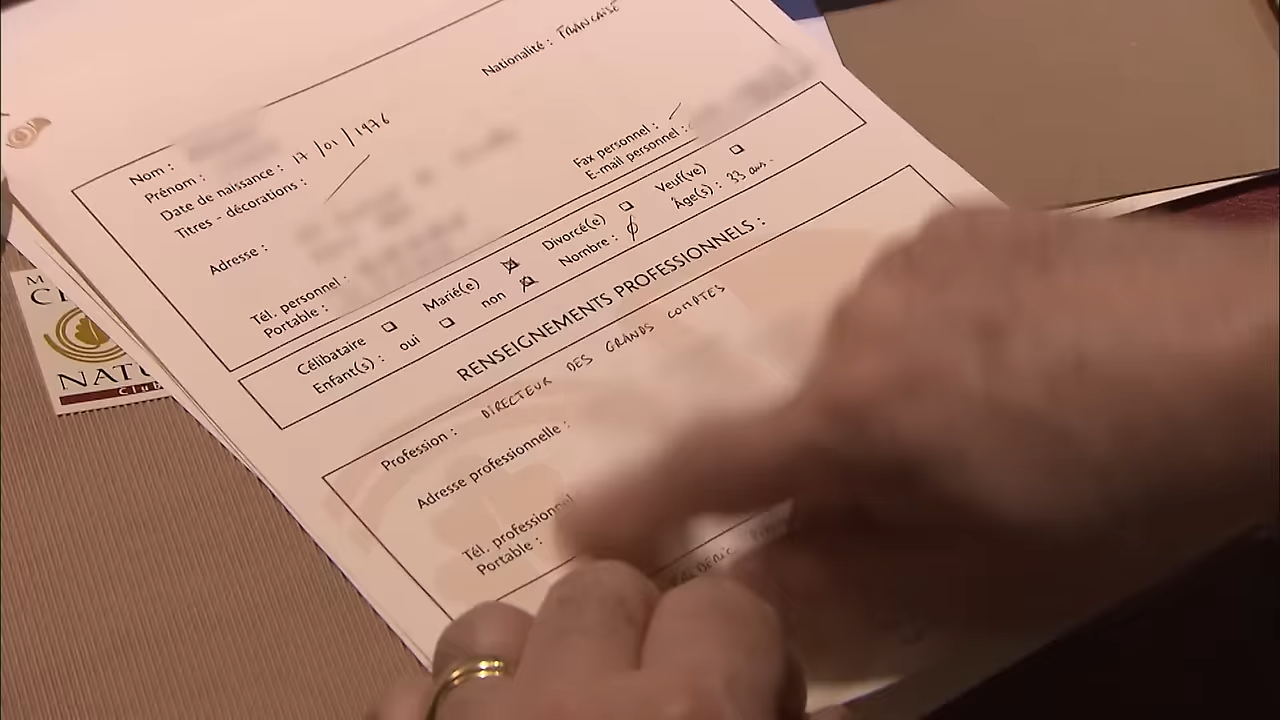 Nationalité : FRANCAISE
Nom :
Prénom :
Date de naissance : 17/01/1976
Titres - décorations : /
Adresse :
Tél. personnel :
Portable :
Fax personnel : /
E-mail personnel :
Célibataire ☐ Marié(e) ☒ Divorcé(e) ☐ Veuf(ve) ☐
Enfant(s) : oui ☐ non ☒ Nombre : ∅ Âge(s) : 33 ans.
RENSEIGNEMENTS PROFESSIONNELS :
Profession : DIRECTEUR DES GRANDS COMPTES
Adresse professionnelle :
Tél. professionnel
Portable :